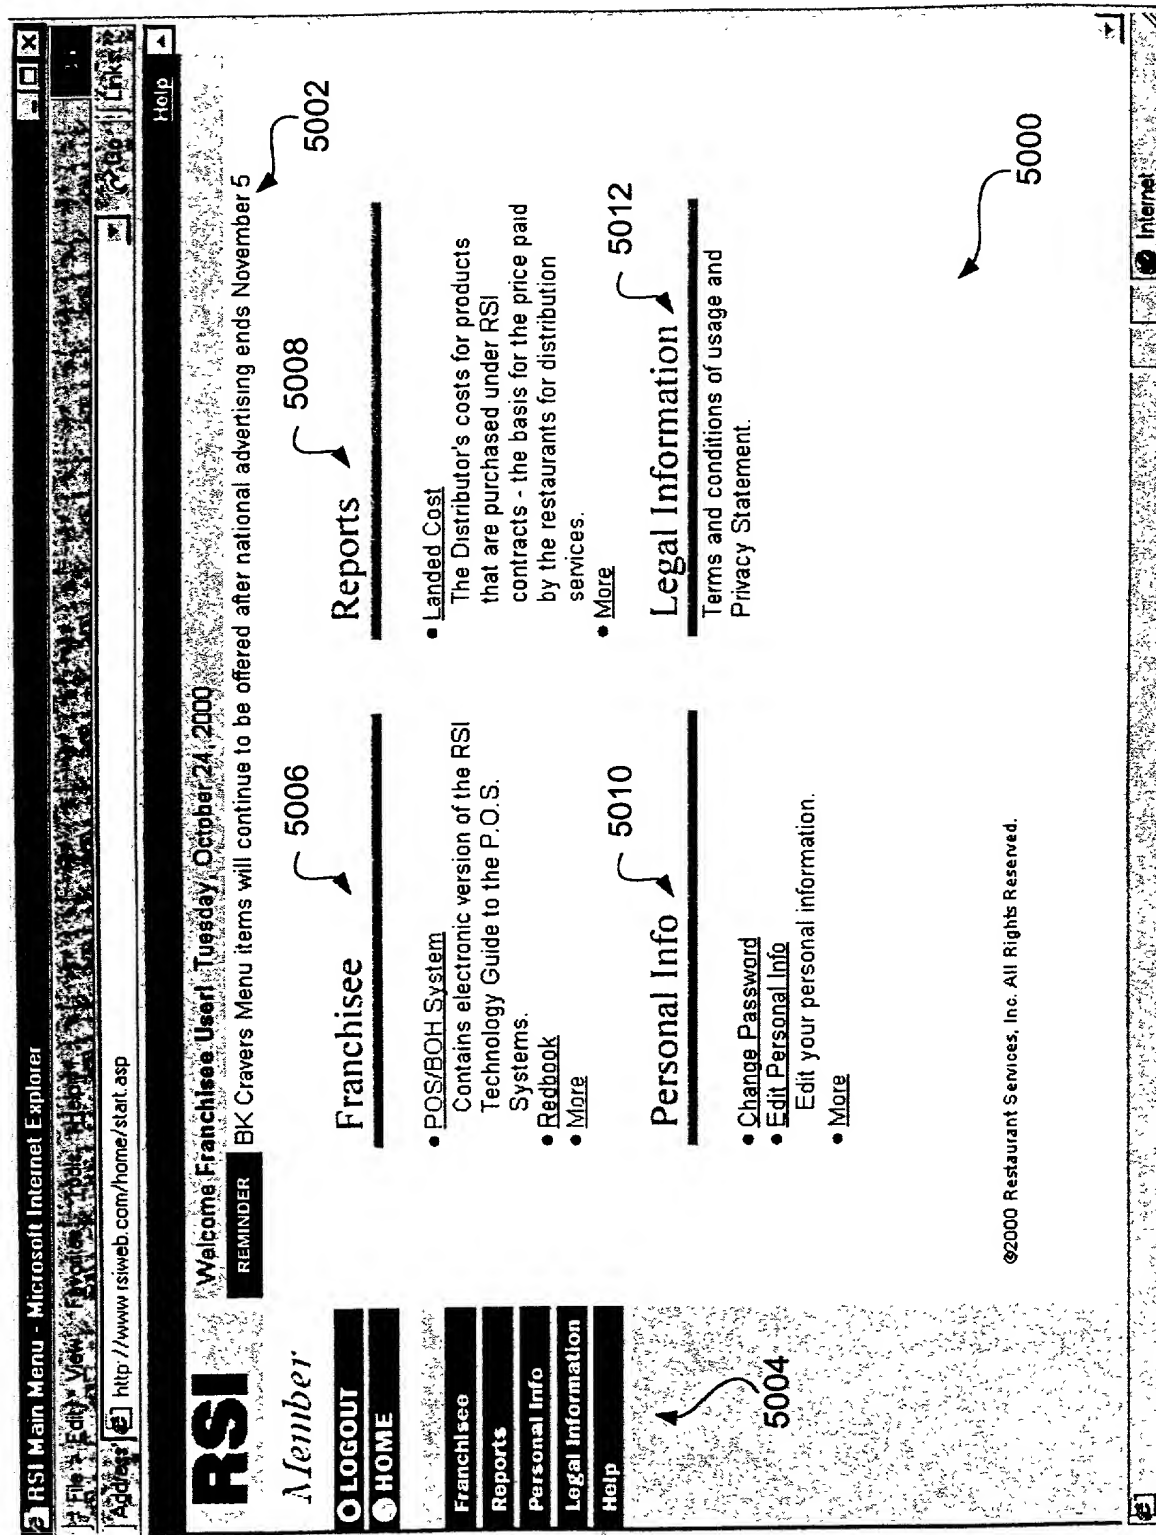 RSI Main Menu - Microsoft Internet Explorer
File Edit View Favorites Tools Help
Address http://www.rsiweb.com/home/start.asp Go Links
Help
RSI
Welcome Franchisee User! Tuesday, October 24, 2000
REMINDER BK Cravers Menu items will continue to be offered after national advertising ends November 5
5002
Member
LOGOUT
HOME
Franchisee
Reports
Personal Info
Legal Information
Help
5004
Franchisee
5006
• POS/BOH System
Contains electronic version of the RSI
Technology Guide to the P.O.S.
Systems.
• Redbook
• More
Reports
5008
• Landed Cost
The Distributor's costs for products
that are purchased under RSI
contracts - the basis for the price paid
by the restaurants for distribution
services.
• More
Personal Info
5010
• Change Password
• Edit Personal Info
Edit your personal information.
• More
Legal Information
5012
Terms and conditions of usage and
Privacy Statement.
5000
©2000 Restaurant Services, Inc. All Rights Reserved.
Internet